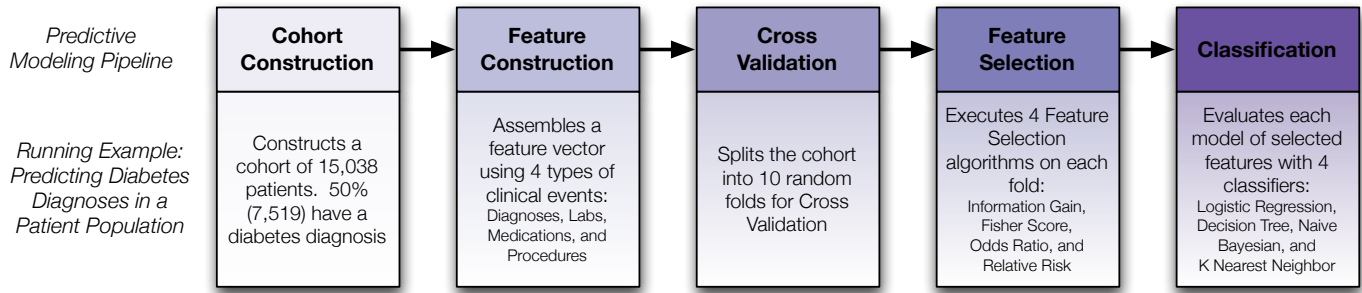 Predictive
Modeling Pipeline
Cohort
Construction
Feature
Construction
Cross
Validation
Feature
Selection
Classification
Running Example:
Predicting Diabetes
Diagnoses in a
Patient Population
Constructs a
cohort of 15,038
patients.  50%
(7,519) have a
diabetes diagnosis
Assembles a
feature vector
using 4 types of
clinical events:
Diagnoses, Labs,
Medications, and
Procedures
Splits the cohort
into 10 random
folds for Cross
Validation
Executes 4 Feature
Selection
algorithms on each
fold:
Information Gain,
Fisher Score,
Odds Ratio, and
Relative Risk
Evaluates each
model of selected
features with 4
classifiers:
Logistic Regression,
Decision Tree, Naive
Bayesian, and
K Nearest Neighbor